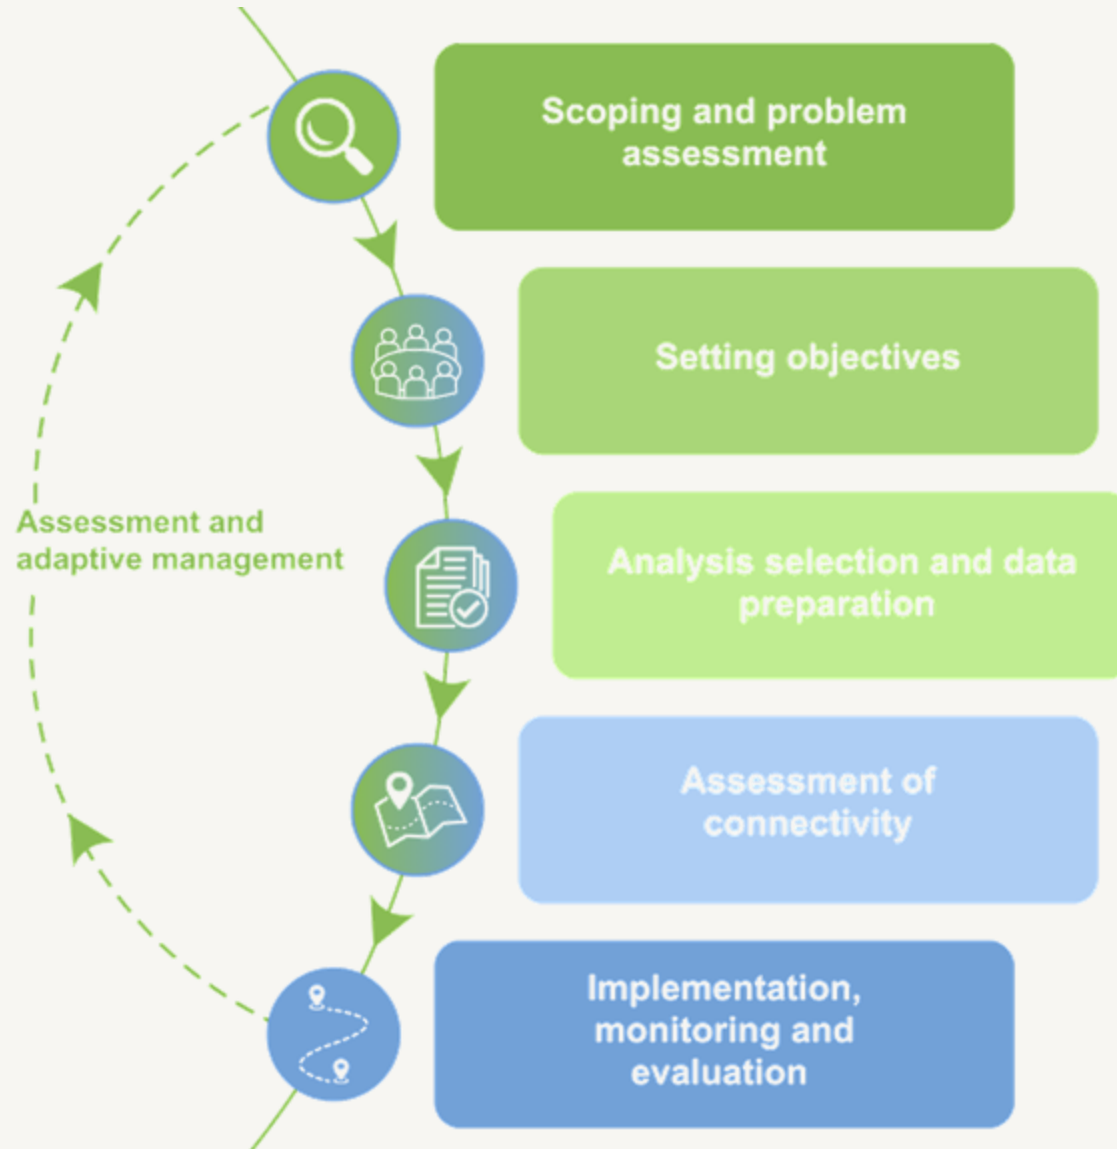 Scoping and problem
assessment
Setting objectives
Assessment and
adaptive management
Analysis selection and data
preparation
Assessment of
connectivity
Implementation,
monitoring and
evaluation